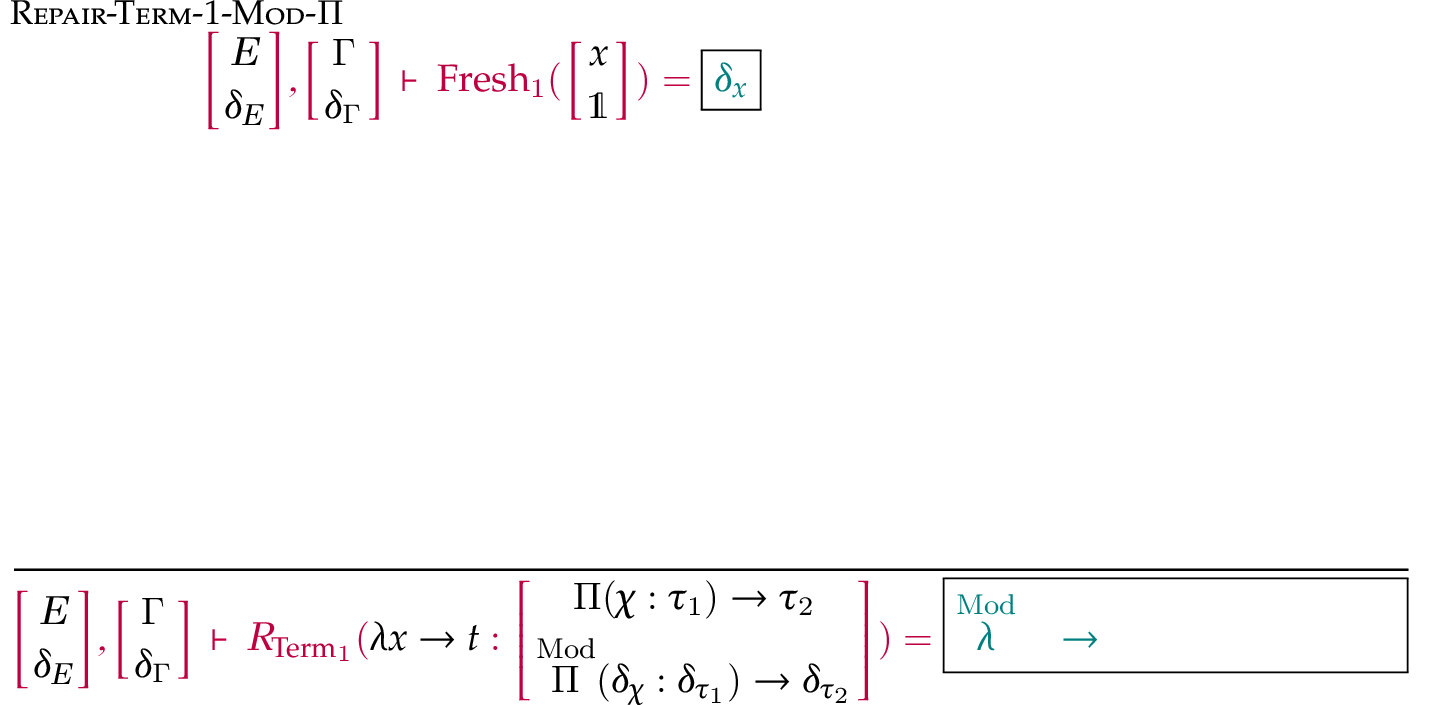 Repair-Term-1-Mod-Π
[E δ_E], [Γ δ_Γ] ⊢ Fresh₁([x 𝟙]) = δ_x
[E δ_E], [Γ δ_Γ] ⊢ R_Term₁(λx → t : [Π(χ : τ₁) → τ₂ Mod Π(δ_χ : δ_τ₁) → δ_τ₂]) = Mod λ →